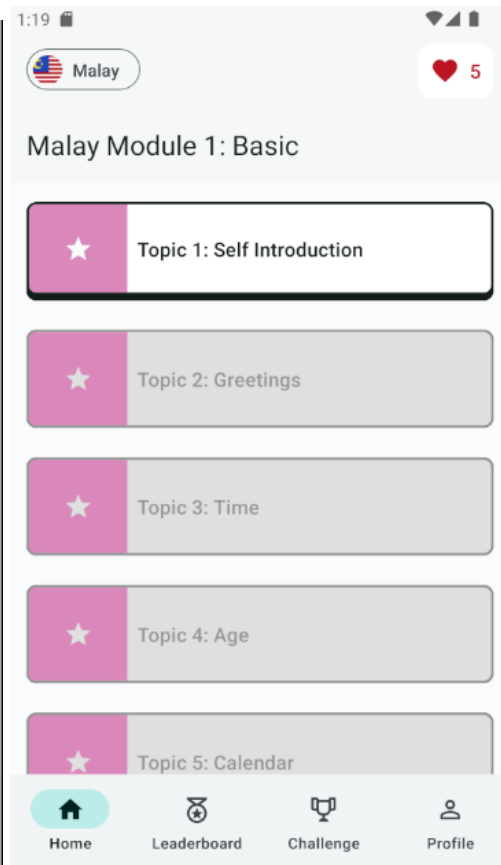 1:19
Malay
5
Malay Module 1: Basic
Topic 1: Self Introduction
Topic 2: Greetings
Topic 3: Time
Topic 4: Age
Topic 5: Calendar
Home Leaderboard Challenge Profile